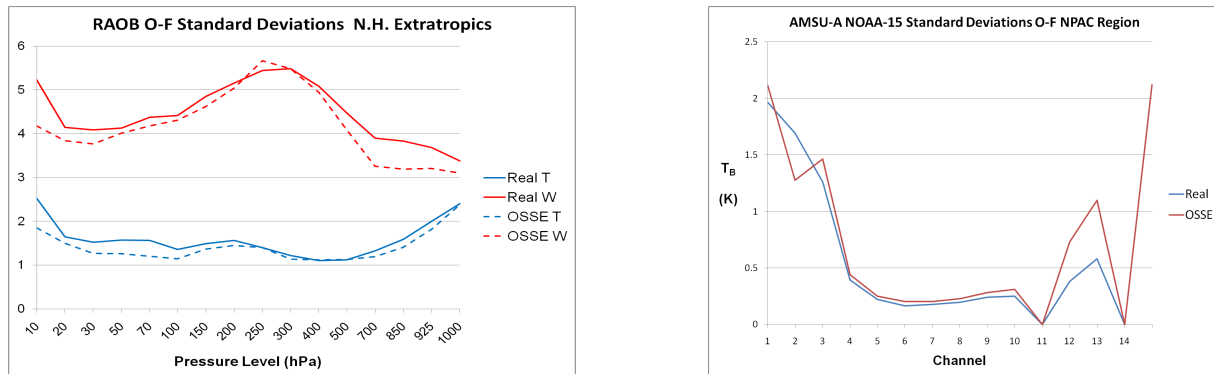 RAOB O-F Standard Deviations N.H. Extratropics
6
5
4
3
2
1
0
10 20 30 50 70 100 150 200 250 300 400 500 700 850 925 1000
Pressure Level (hPa)
Real T
Real W
OSSE T
OSSE W
AMSU-A NOAA-15 Standard Deviations O-F NPAC Region
2.5
2
1.5
1
0.5
0
T_B
(K)
1 2 3 4 5 6 7 8 9 10 11 12 13 14
Channel
Real
OSSE